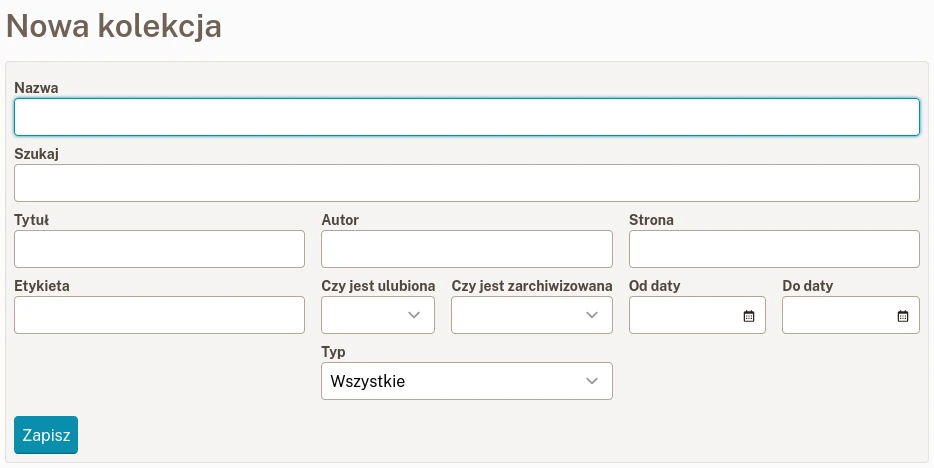 Nowa kolekcja
Nazwa
Szukaj
Tytuł
Autor
Strona
Etykieta
Czy jest ulubiona
Czy jest zarchiwizowana
Od daty
Do daty
Typ
Wszystkie
Zapisz